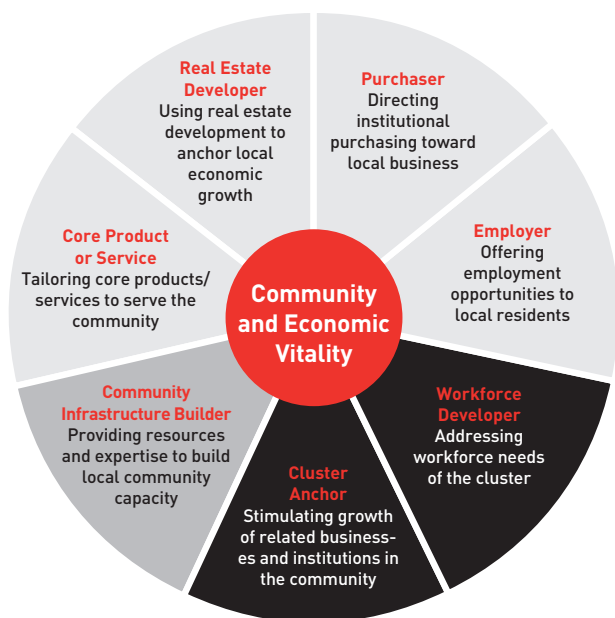 Real Estate
Developer
Using real estate
development to
anchor local
economic
growth
Purchaser
Directing
institutional
purchasing toward
local business
Employer
Offering
employment
opportunities to
local residents
Workforce
Developer
Addressing
workforce needs
of the cluster
Cluster
Anchor
Stimulating growth
of related business-
es and institutions in
the community
Community
Infrastructure Builder
Providing resources
and expertise to build
local community
capacity
Core Product
or Service
Tailoring core products/
services to serve the
community
Community
and Economic
Vitality